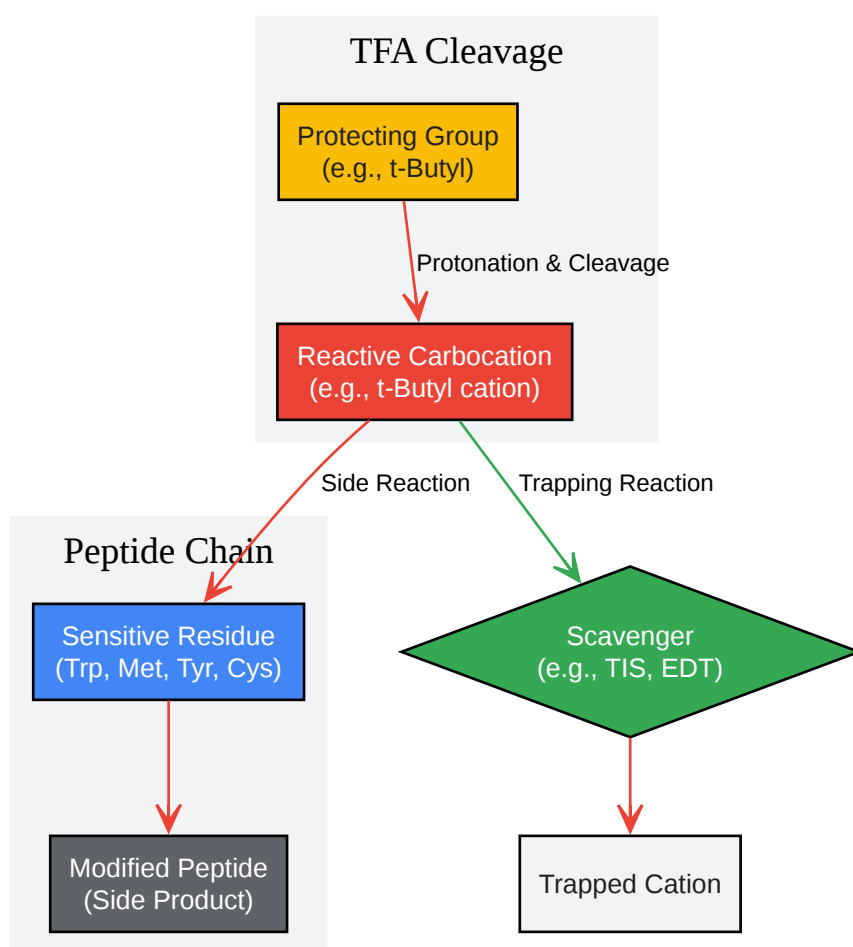 TFA Cleavage
Protecting Group
(e.g., t-Butyl)
Protonation & Cleavage
Reactive Carbocation
(e.g., t-Butyl cation)
Side Reaction
Trapping Reaction
Peptide Chain
Sensitive Residue
(Trp, Met, Tyr, Cys)
Scavenger
(e.g., TIS, EDT)
Modified Peptide
(Side Product)
Trapped Cation